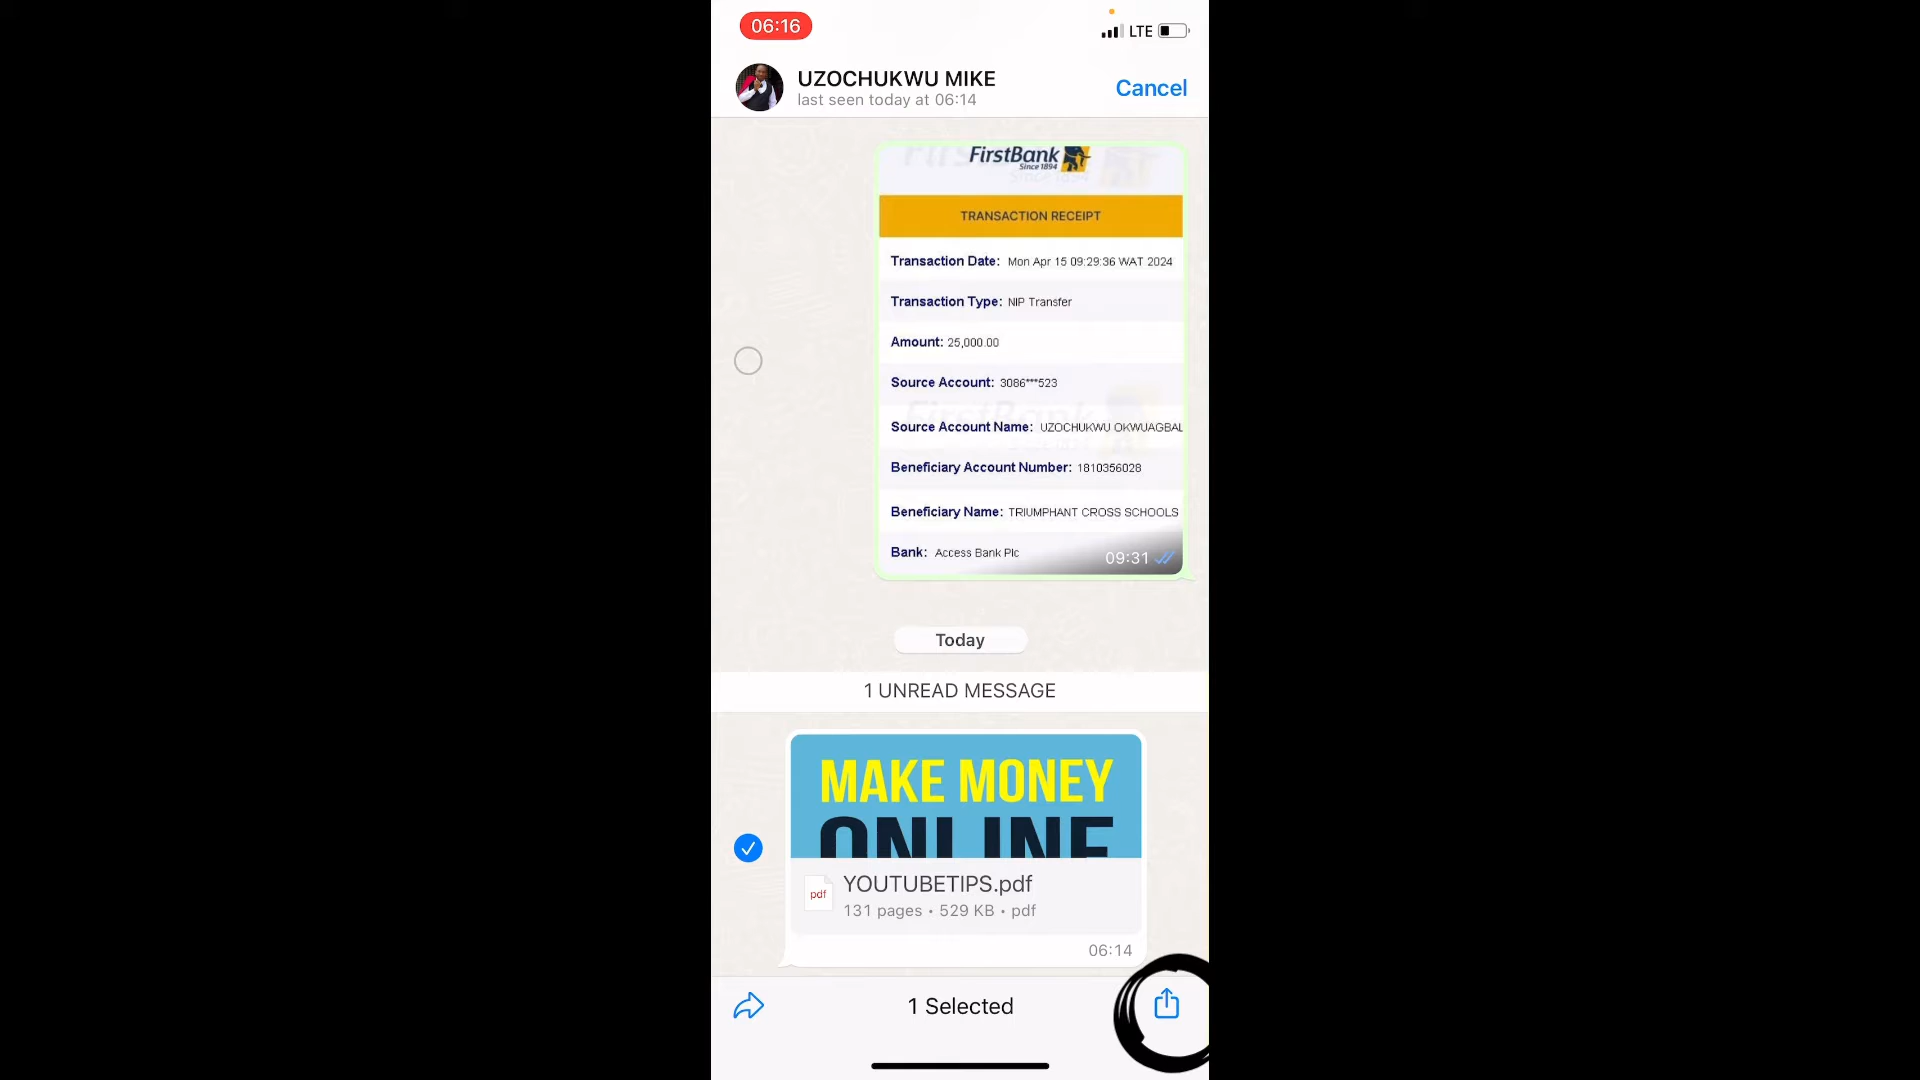 06:16
LTE
UZOCHUKWU MIKE
last seen today at 06:14
Cancel
FirstBank
Since 1894
TRANSACTION RECEIPT
Transaction Date: Mon Apr 15 09:29:36 WAT 2024
Transaction Type: NIP Transfer
Amount: 25,000.00
Source Account: 3086***523
Source Account Name: UZOCHUKWU OKWUAGBAL
Beneficiary Account Number: 1810356028
Beneficiary Name: TRIUMPHANT CROSS SCHOOLS
Bank: Access Bank Plc
09:31
Today
1 UNREAD MESSAGE
MAKE MONEY
ONLINE
pdf
YOUTUBETIPS.pdf
131 pages • 529 KB • pdf
06:14
1 Selected